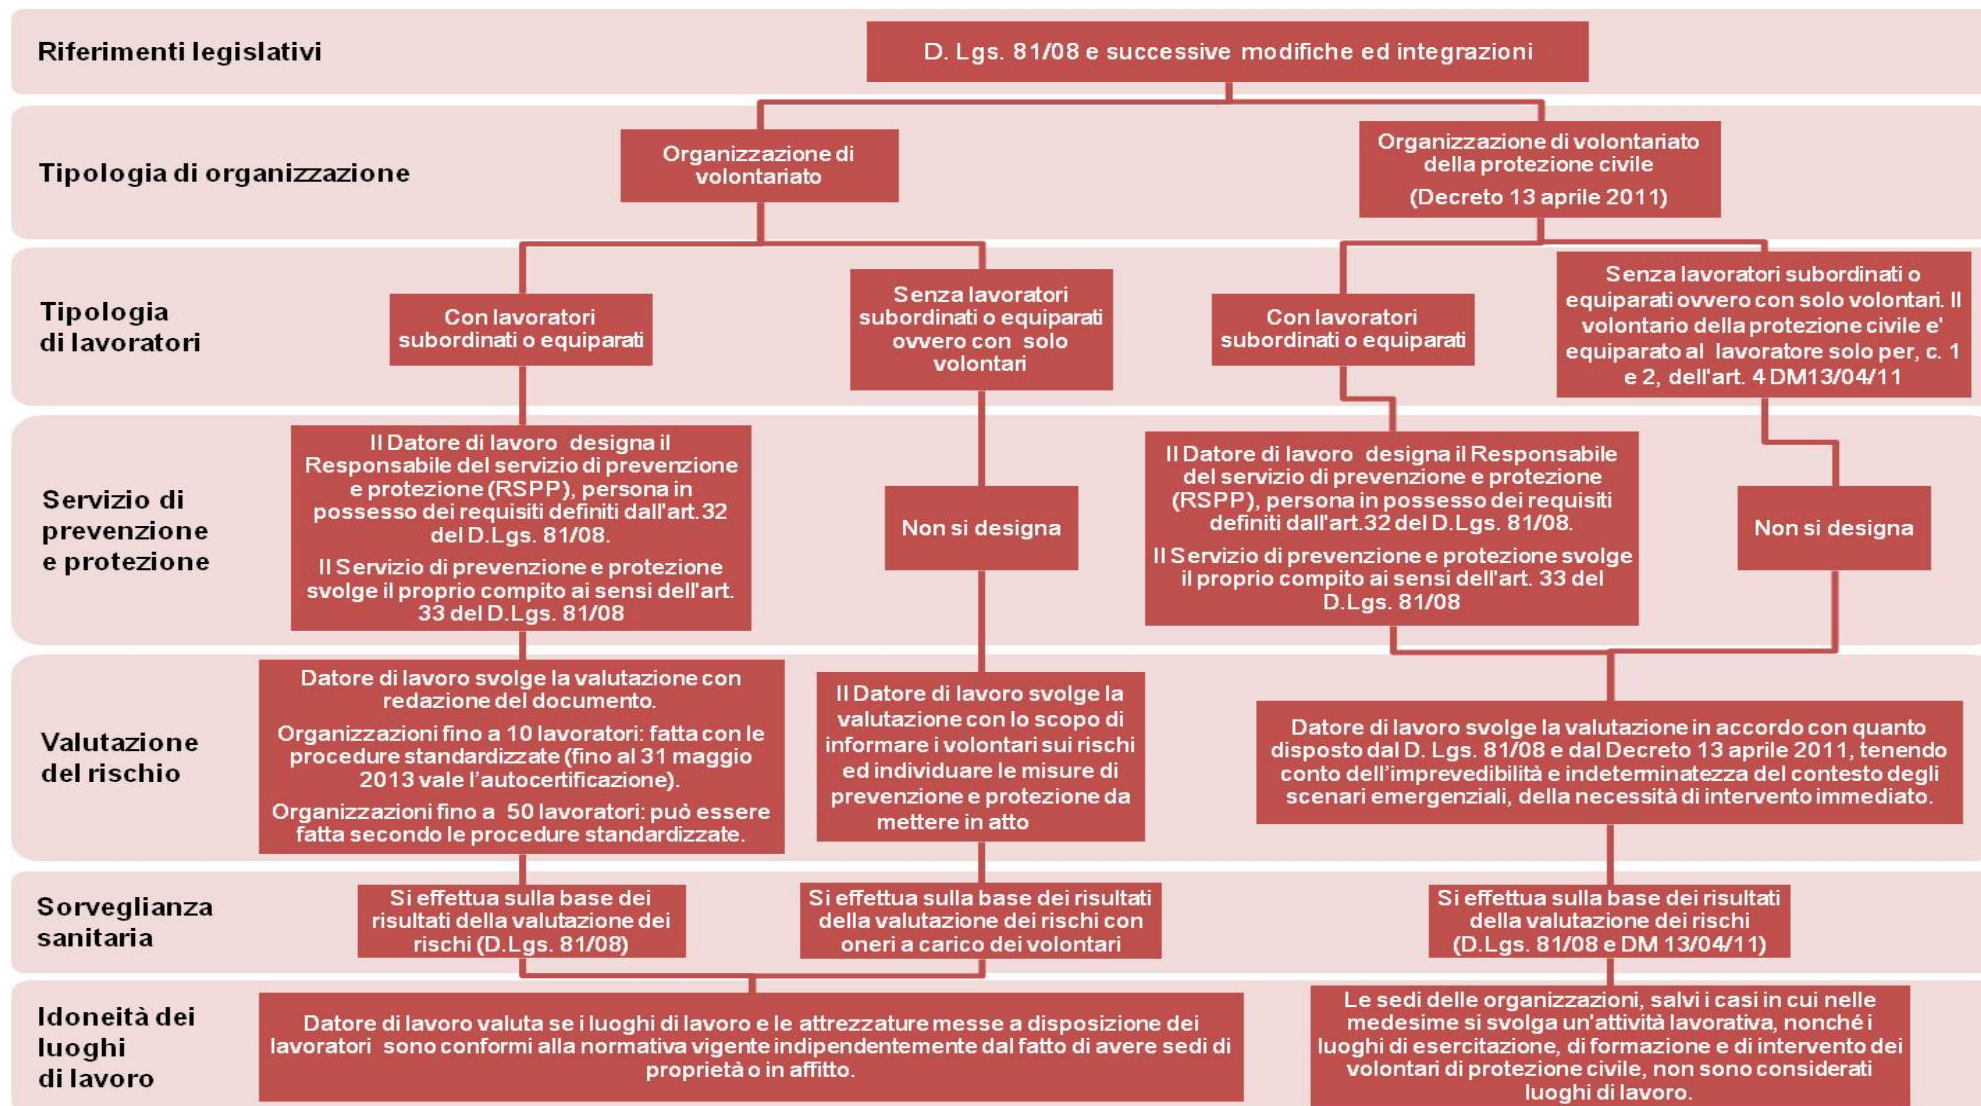 Riferimenti legislativi
D. Lgs. 81/08 e successive modifiche ed integrazioni
Tipologia di organizzazione
Organizzazione di
volontariato
Organizzazione di volontariato
della protezione civile
(Decreto 13 aprile 2011)
Tipologia
di lavoratori
Con lavoratori
subordinati o equiparati
Senza lavoratori
subordinati o equiparati
ovvero con solo
volontari
Con lavoratori
subordinati o equiparati
Senza lavoratori subordinati o
equiparati ovvero con solo volontari. Il
volontario della protezione civile e'
equiparato al lavoratore solo per, c. 1
e 2, dell'art. 4 DM13/04/11
Servizio di
prevenzione
e protezione
Il Datore di lavoro designa il
Responsabile del servizio di prevenzione
e protezione (RSPP), persona in
possesso dei requisiti definiti dall'art.32
del D.Lgs. 81/08.
Il Servizio di prevenzione e protezione
svolge il proprio compito ai sensi dell'art.
33 del D.Lgs. 81/08
Non si designa
Il Datore di lavoro designa il Responsabile
del servizio di prevenzione e protezione
(RSPP), persona in possesso dei requisiti
definiti dall'art.32 del D.Lgs. 81/08.
Il Servizio di prevenzione e protezione svolge
il proprio compito ai sensi dell'art. 33 del
D.Lgs. 81/08
Non si designa
Valutazione
del rischio
Datore di lavoro svolge la valutazione con
redazione del documento.
Organizzazioni fino a 10 lavoratori: fatta con le
procedure standardizzate (fino al 31 maggio
2013 vale l'autocertificazione).
Organizzazioni fino a 50 lavoratori: può essere
fatta secondo le procedure standardizzate.
Il Datore di lavoro svolge la
valutazione con lo scopo di
informare i volontari sui rischi
ed individuare le misure di
prevenzione e protezione da
mettere in atto
Datore di lavoro svolge la valutazione in accordo con quanto
disposto dal D. Lgs. 81/08 e dal Decreto 13 aprile 2011, tenendo
conto dell'imprevedibilità e indeterminatezza del contesto degli
scenari emergenziali, della necessità di intervento immediato.
Sorveglianza
sanitaria
Si effettua sulla base dei
risultati della valutazione dei
rischi (D.Lgs. 81/08)
Si effettua sulla base dei risultati
della valutazione dei rischi con
oneri a carico dei volontari
Si effettua sulla base dei risultati
della valutazione dei rischi
(D.Lgs. 81/08 e DM 13/04/11)
Idoneità dei
luoghi
di lavoro
Datore di lavoro valuta se i luoghi di lavoro e le attrezzature messe a disposizione dei
lavoratori sono conformi alla normativa vigente indipendentemente dal fatto di avere sedi di
proprietà o in affitto.
Le sedi delle organizzazioni, salvi i casi in cui nelle
medesime si svolga un'attività lavorativa, nonché i
luoghi di esercitazione, di formazione e di intervento dei
volontari di protezione civile, non sono considerati
luoghi di lavoro.